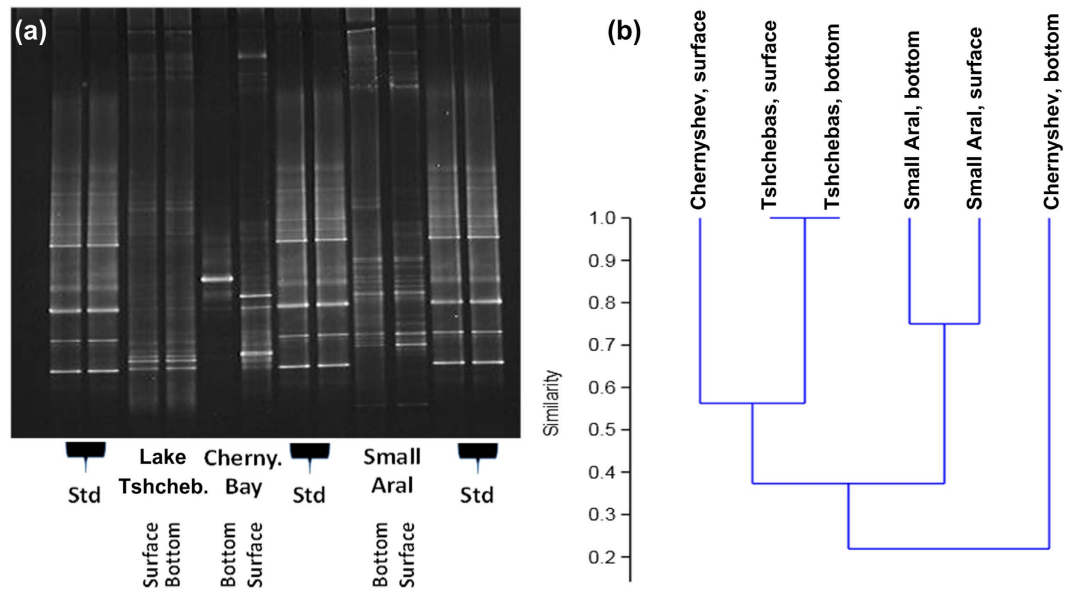 (a)
Std
Lake
Tshcheb.
Surface
Bottom
Cherny.
Bay
Bottom
Surface
Std
Small
Aral
Bottom
Surface
Std
(b)
Chernyshev, surface
Tshchebas, surface
Tshchebas, bottom
Small Aral, bottom
Small Aral, surface
Chernyshev, bottom
Similarity
1.0
0.9
0.8
0.7
0.6
0.5
0.4
0.3
0.2